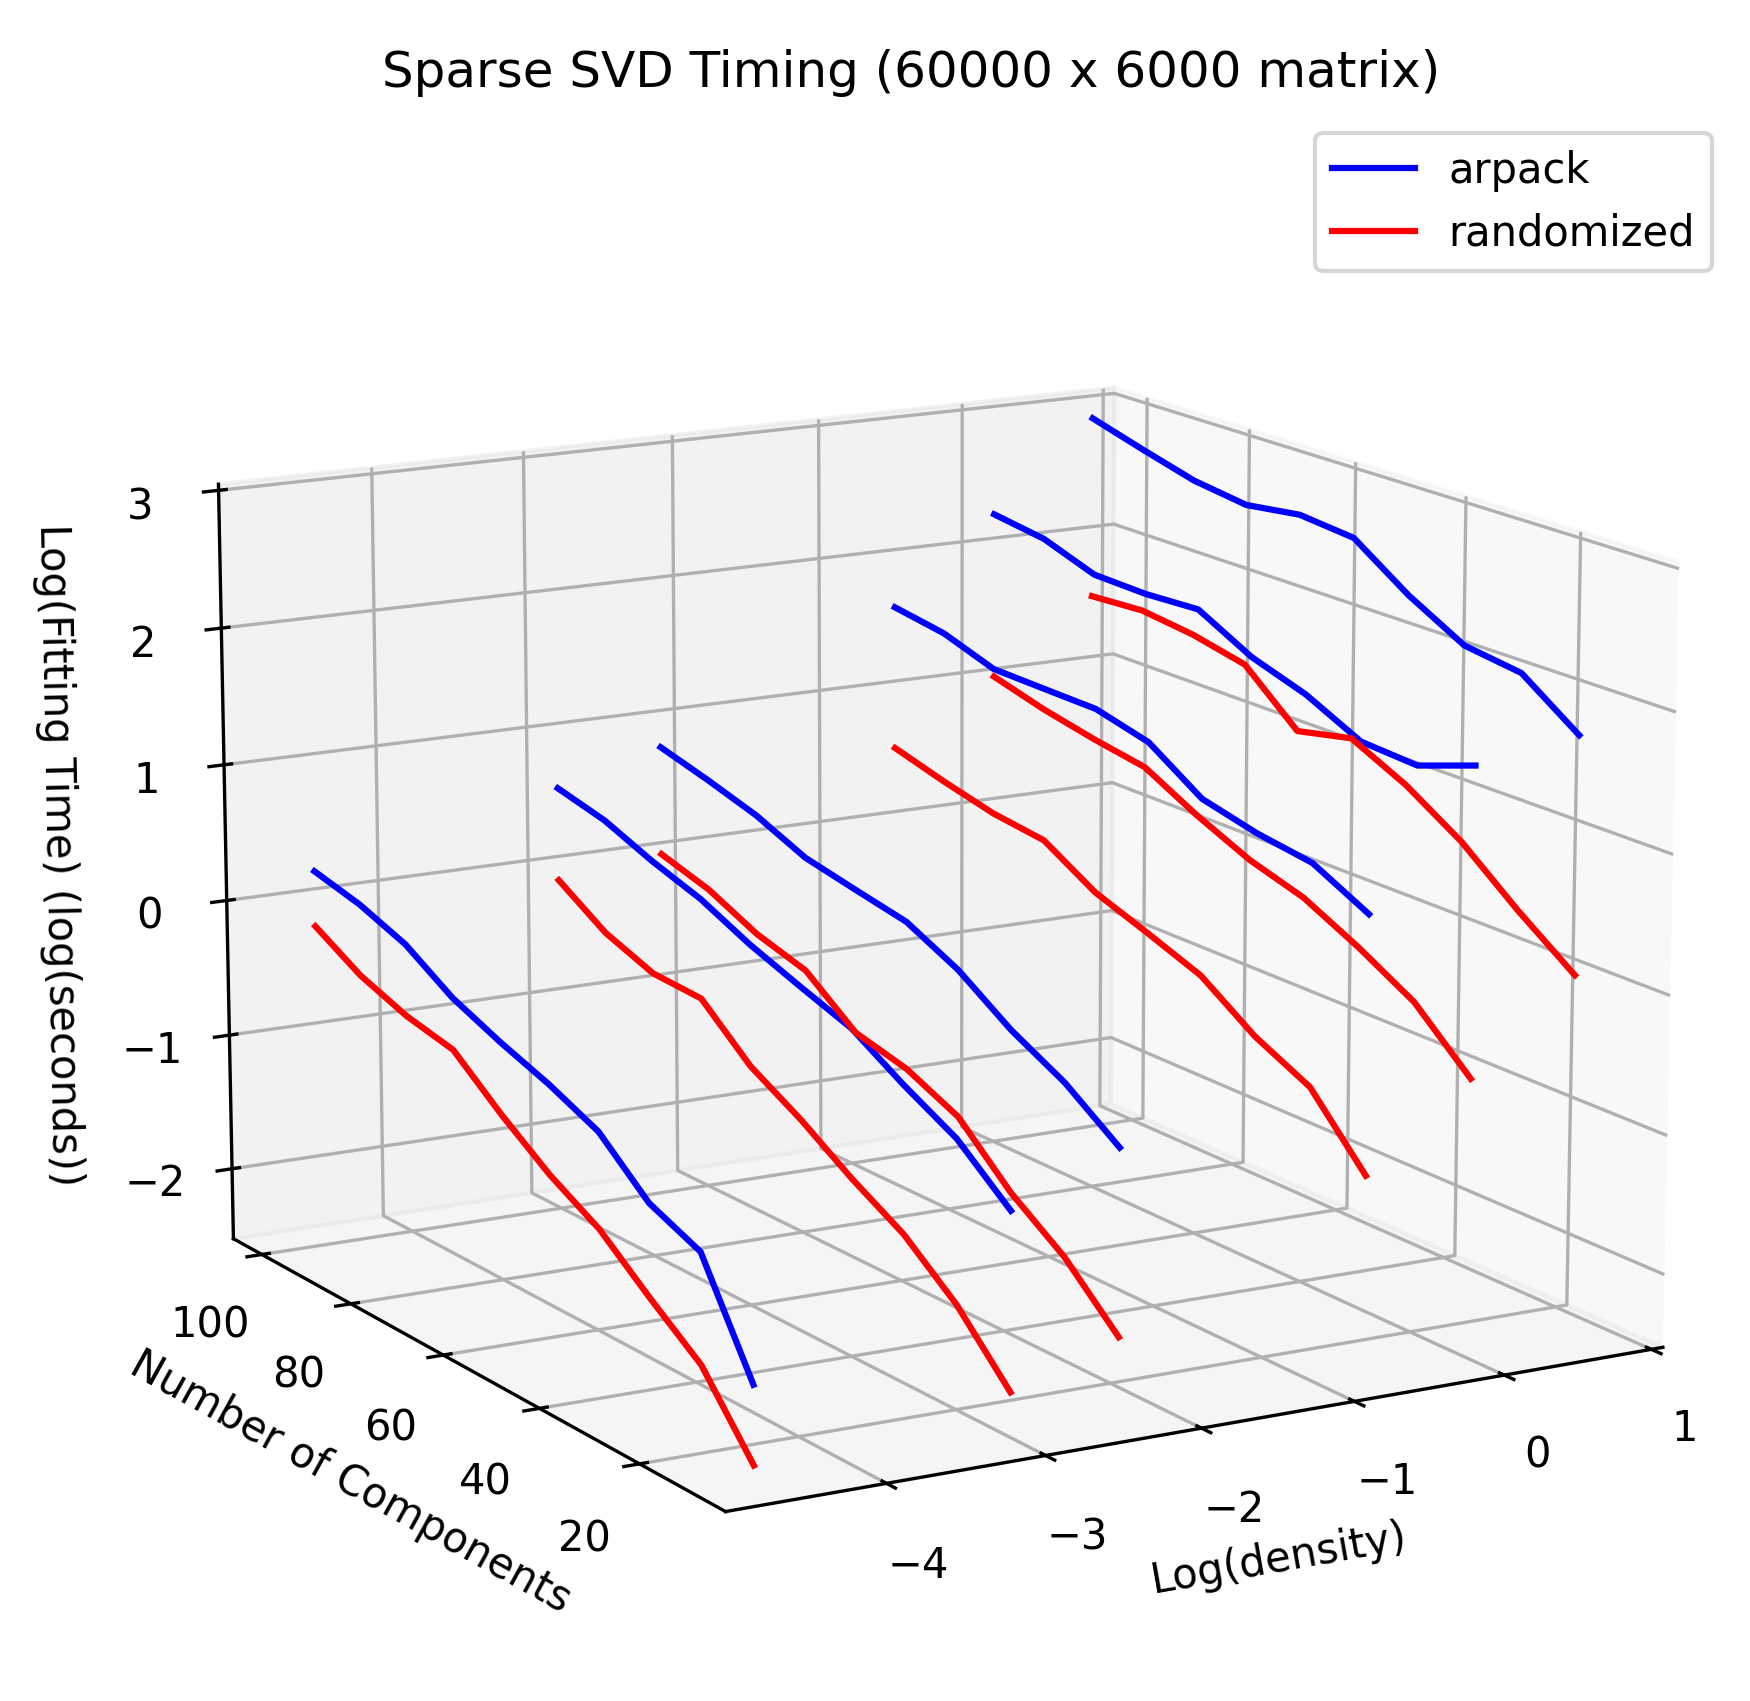 Sparse SVD Timing (60000 x 6000 matrix)
arpack
randomized
3
2
1
0
−1
−2
Log(Fitting Time) (log(seconds))
100
80
60
40
20
Number of Components
−4
−3
−2
−1
0
1
Log(density)